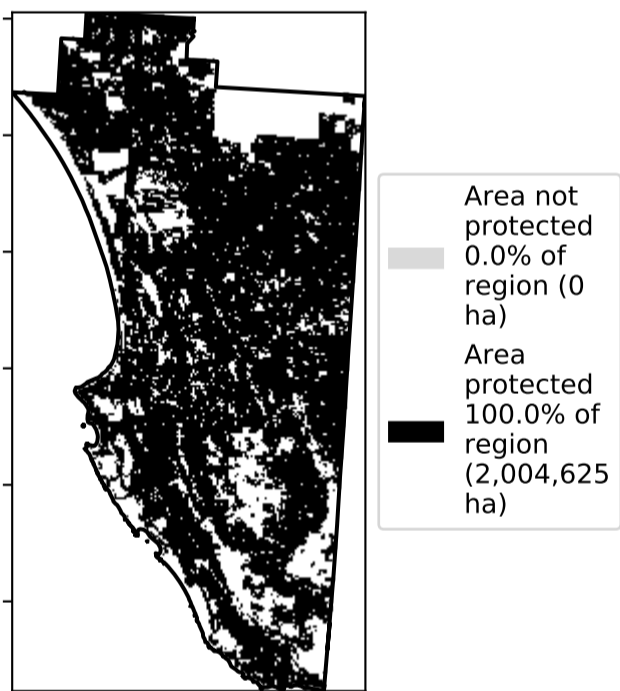 Area not
protected
0.0% of
region (0
ha)
Area
protected
100.0% of
region
(2,004,625
ha)